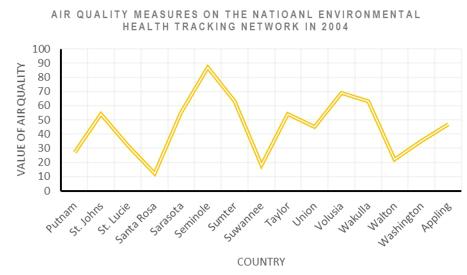 AIR QUALITY MEASURES ON THE NATIOANL ENVIRONMENTAL
HEALTH TRACKING NETWORK IN 2004
VALUE OF AIR QUALITY
100
90
80
70
60
50
40
30
20
10
0
Putnam
St. Johns
St. Lucie
Santa Rosa
Sarasota
Seminole
Sumter
Suwannee
Taylor
Union
Volusia
Wakulla
Walton
Washington
Appling
COUNTRY